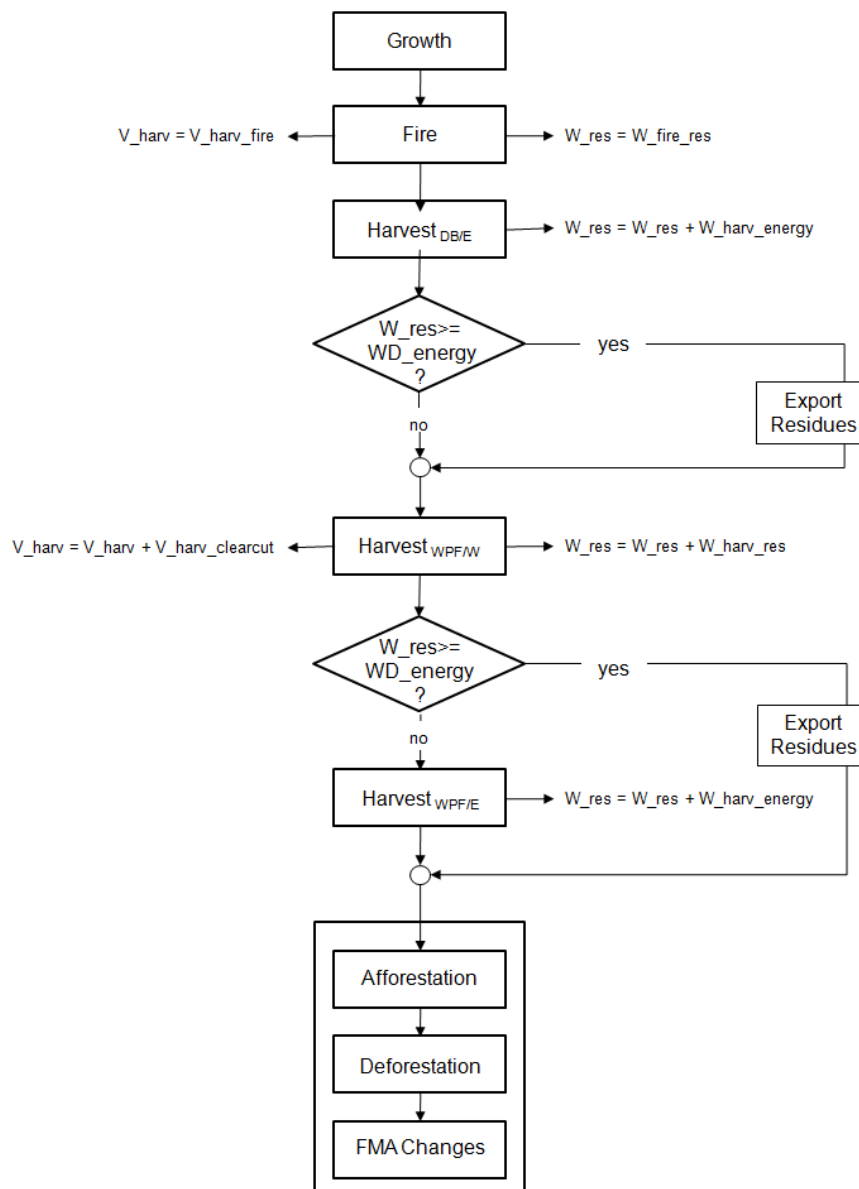 Growth
V_harv = V_harv_fire
Fire
W_res = W_fire_res
Harvest DB/E
W_res = W_res + W_harv_energy
W_res>=
WD_energy
?
yes
Export
Residues
no
V_harv = V_harv + V_harv_clearcut
Harvest WPF/W
W_res = W_res + W_harv_res
W_res>=
WD_energy
?
yes
Export
Residues
no
Harvest WPF/E
W_res = W_res + W_harv_energy
Afforestation
Deforestation
FMA Changes